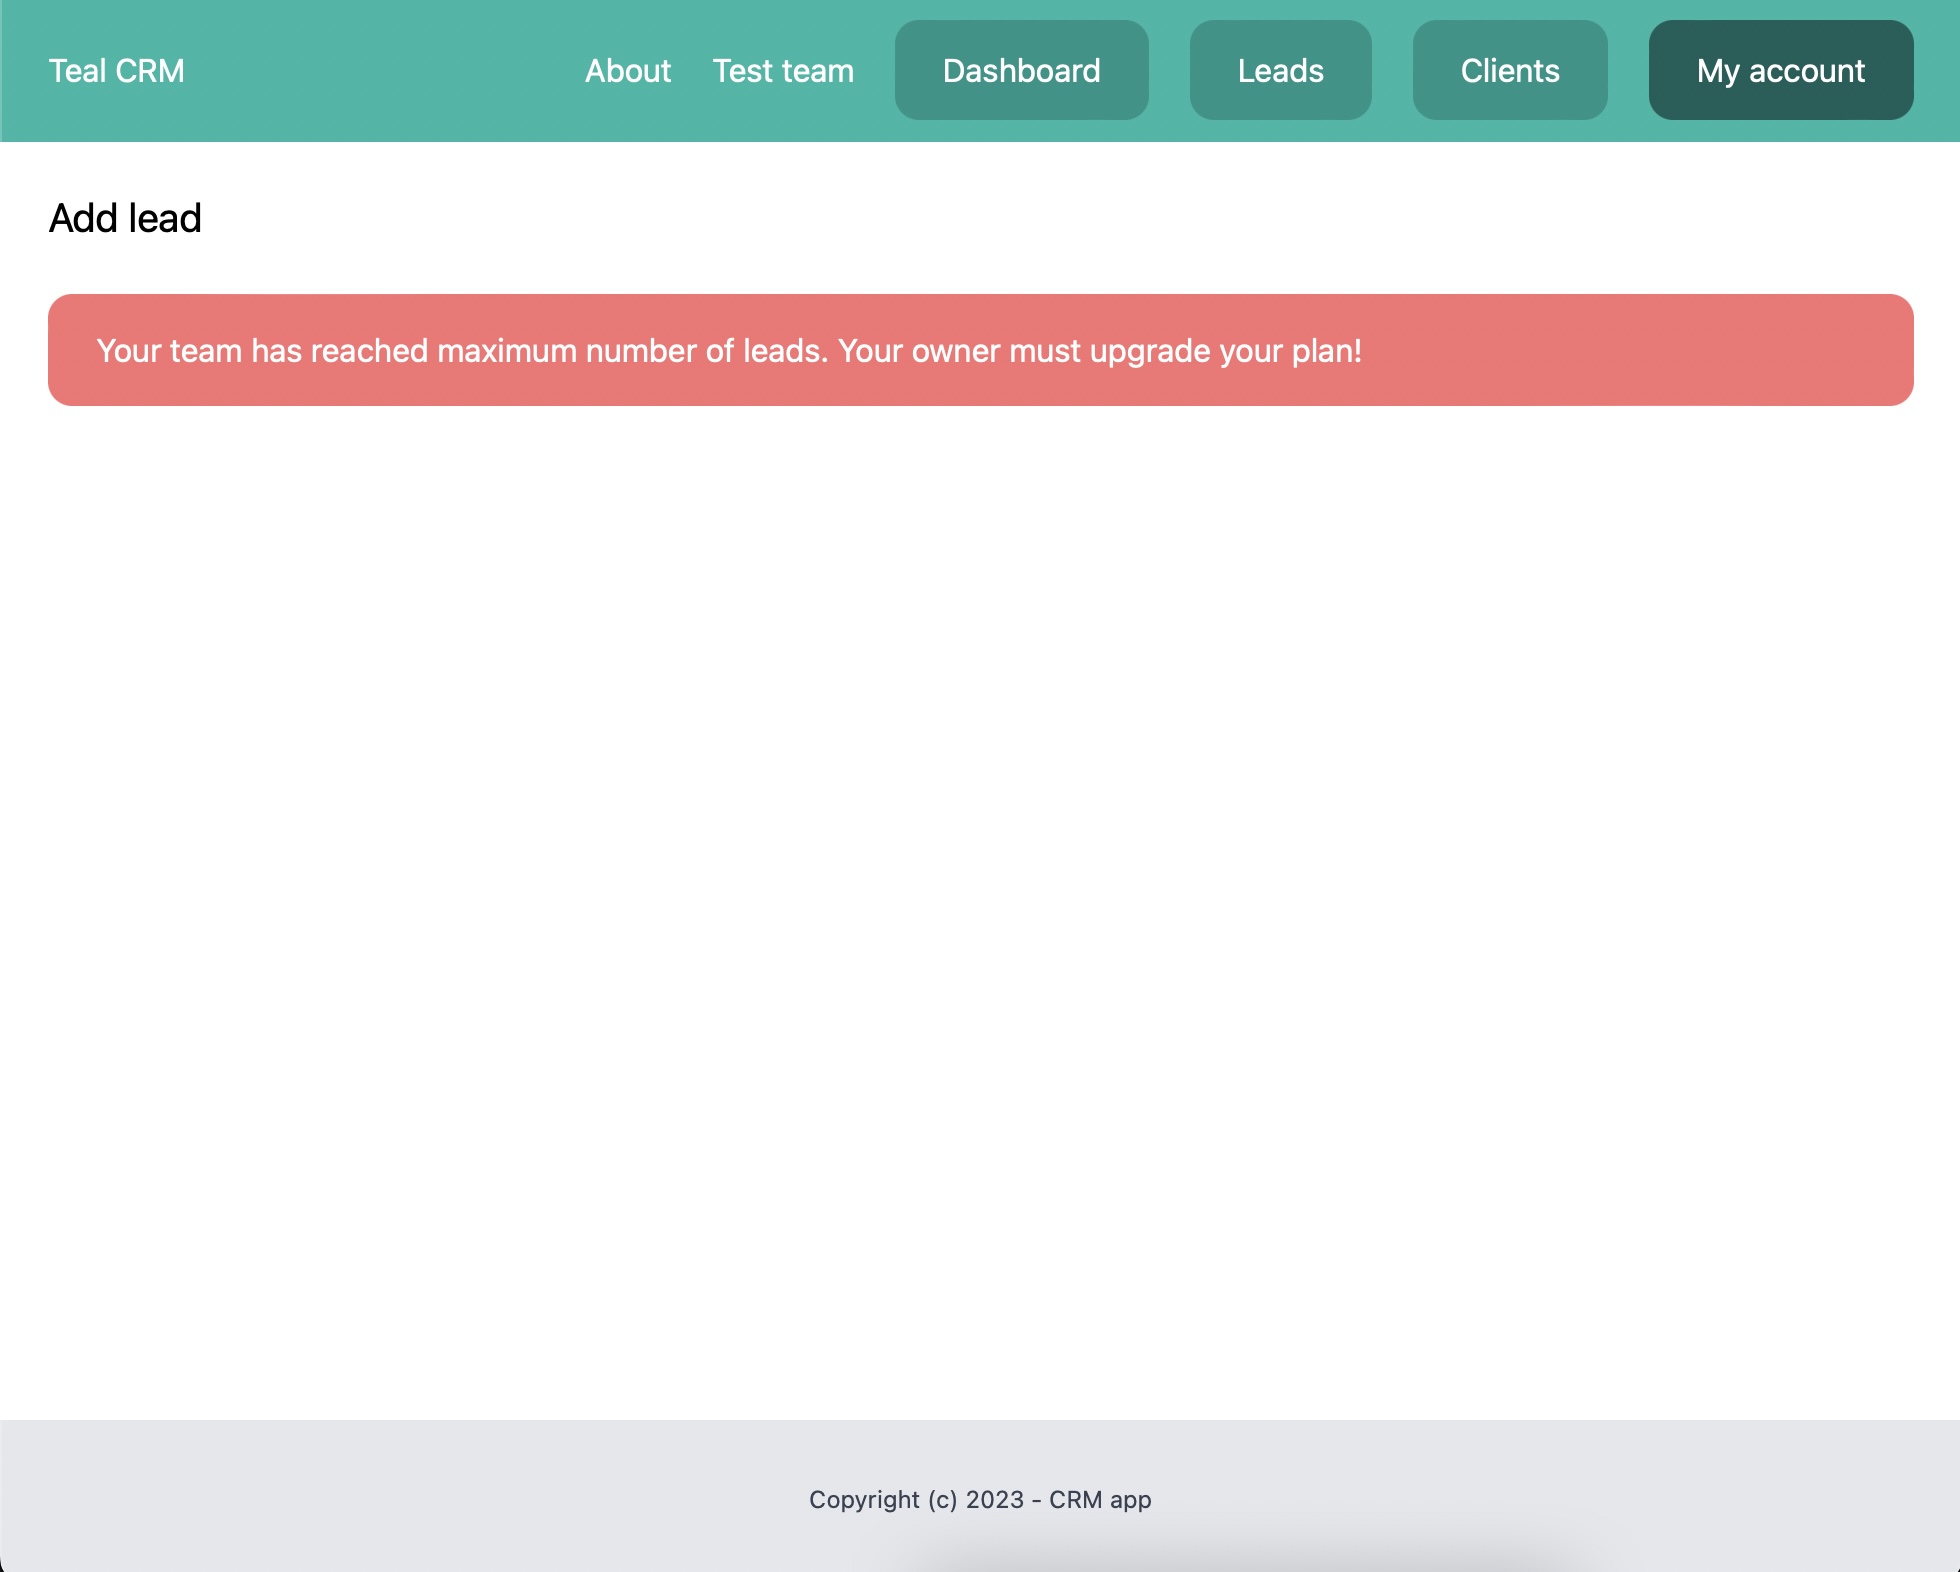 Teal CRM About Test team Dashboard Leads Clients My account
Add lead
Your team has reached maximum number of leads. Your owner must upgrade your plan!
Copyright (c) 2023 - CRM app